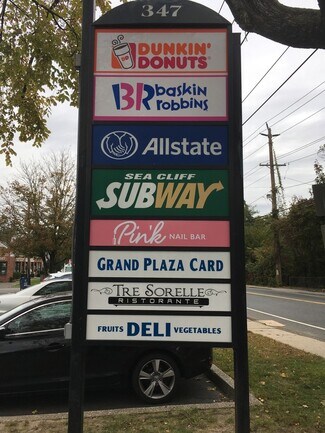 347
DUNKIN'
DONUTS
BR baskin
robbins
Allstate
SEA CLIFF
SUBWAY
Pink NAIL BAR
GRAND PLAZA CARD
TRE SORELLE
RISTORANTE
FRUITS DELI VEGETABLES